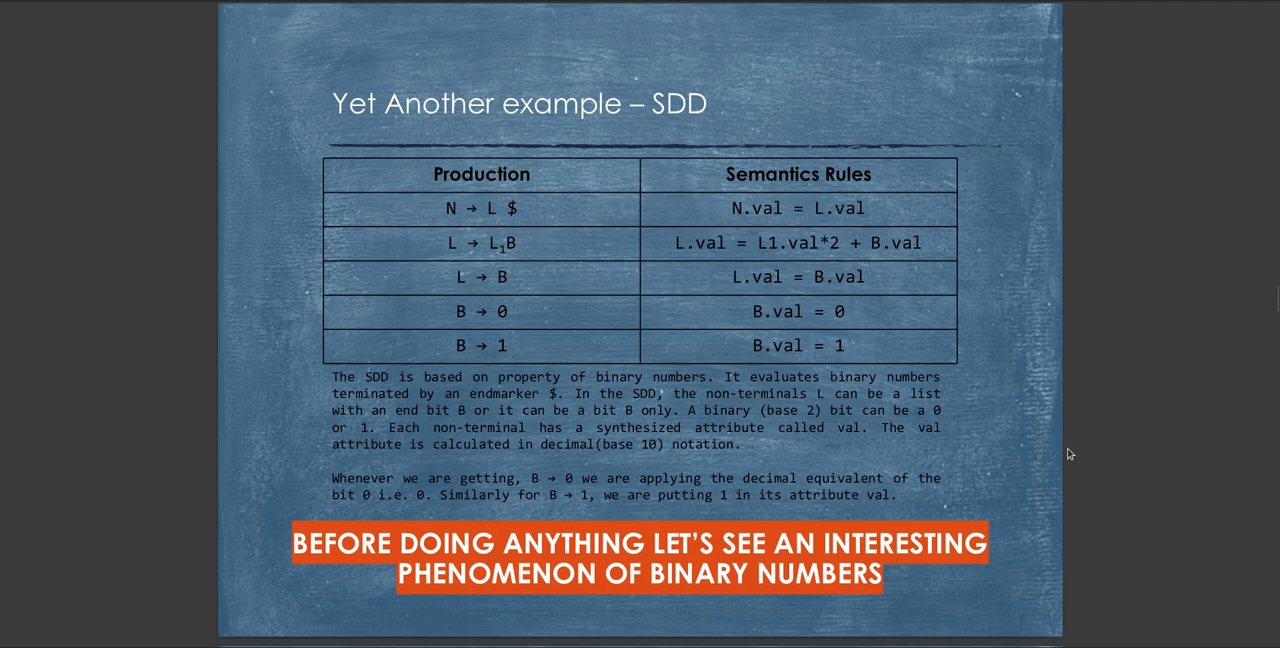 Yet Another example – SDD
Production Semantics Rules
N → L $ N.val = L.val
L → L₁B L.val = L1.val*2 + B.val
L → B L.val = B.val
B → 0 B.val = 0
B → 1 B.val = 1
The SDD is based on property of binary numbers. It evaluates binary numbers
terminated by an endmarker $. In the SDD, the non-terminals L can be a list
with an end bit B or it can be a bit B only. A binary (base 2) bit can be a 0
or 1. Each non-terminal has a synthesized attribute called val. The val
attribute is calculated in decimal(base 10) notation.
Whenever we are getting, B → 0 we are applying the decimal equivalent of the
bit 0 i.e. 0. Similarly for B → 1, we are putting 1 in its attribute val.
BEFORE DOING ANYTHING LET’S SEE AN INTERESTING
PHENOMENON OF BINARY NUMBERS